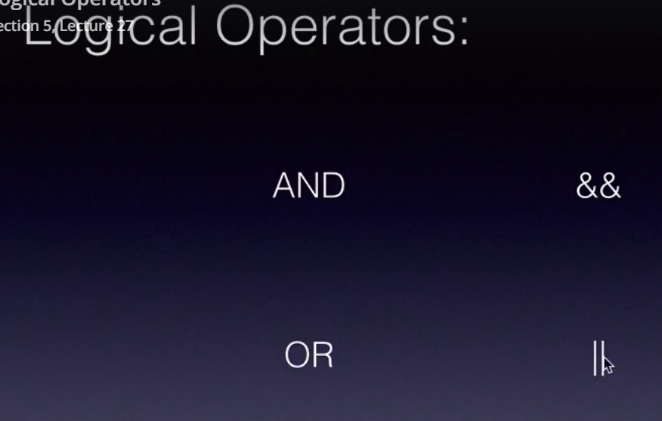 ogical Operators
ection 5, Lecture 27
Logical Operators:
AND &&
OR ||